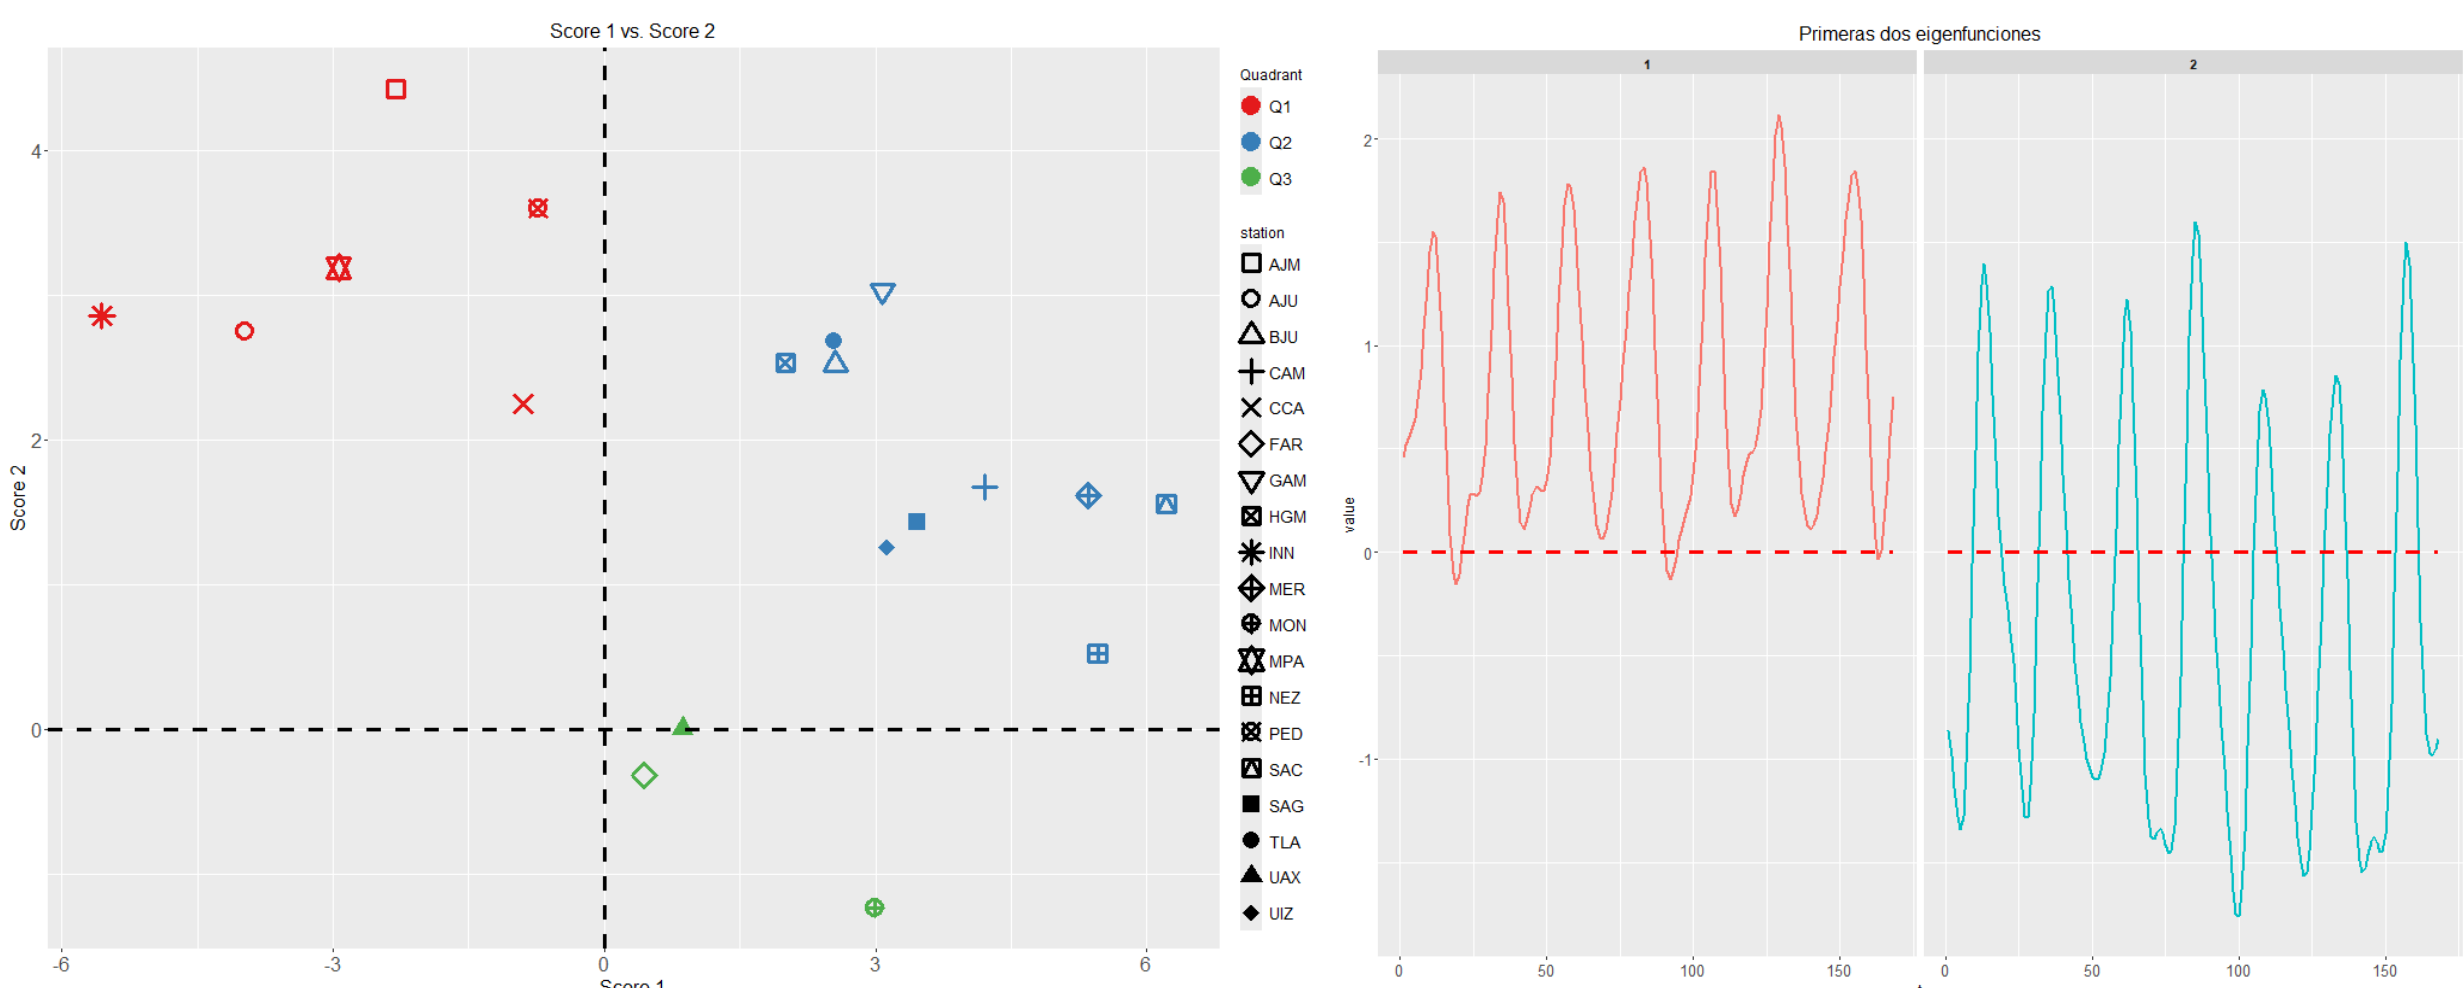 Score 1 vs. Score 2
4
2
0
Score 2
-6
-3
0
3
6
Score 1
Quadrant
Q1
Q2
Q3
station
AJM
AJU
BJU
CAM
CCA
FAR
GAM
HGM
INN
MER
MON
MPA
NEZ
PED
SAC
SAG
TLA
UAX
UIZ
Primeras dos eigenfunciones
1
2
2
1
0
-1
value
0
50
100
150
0
50
100
150